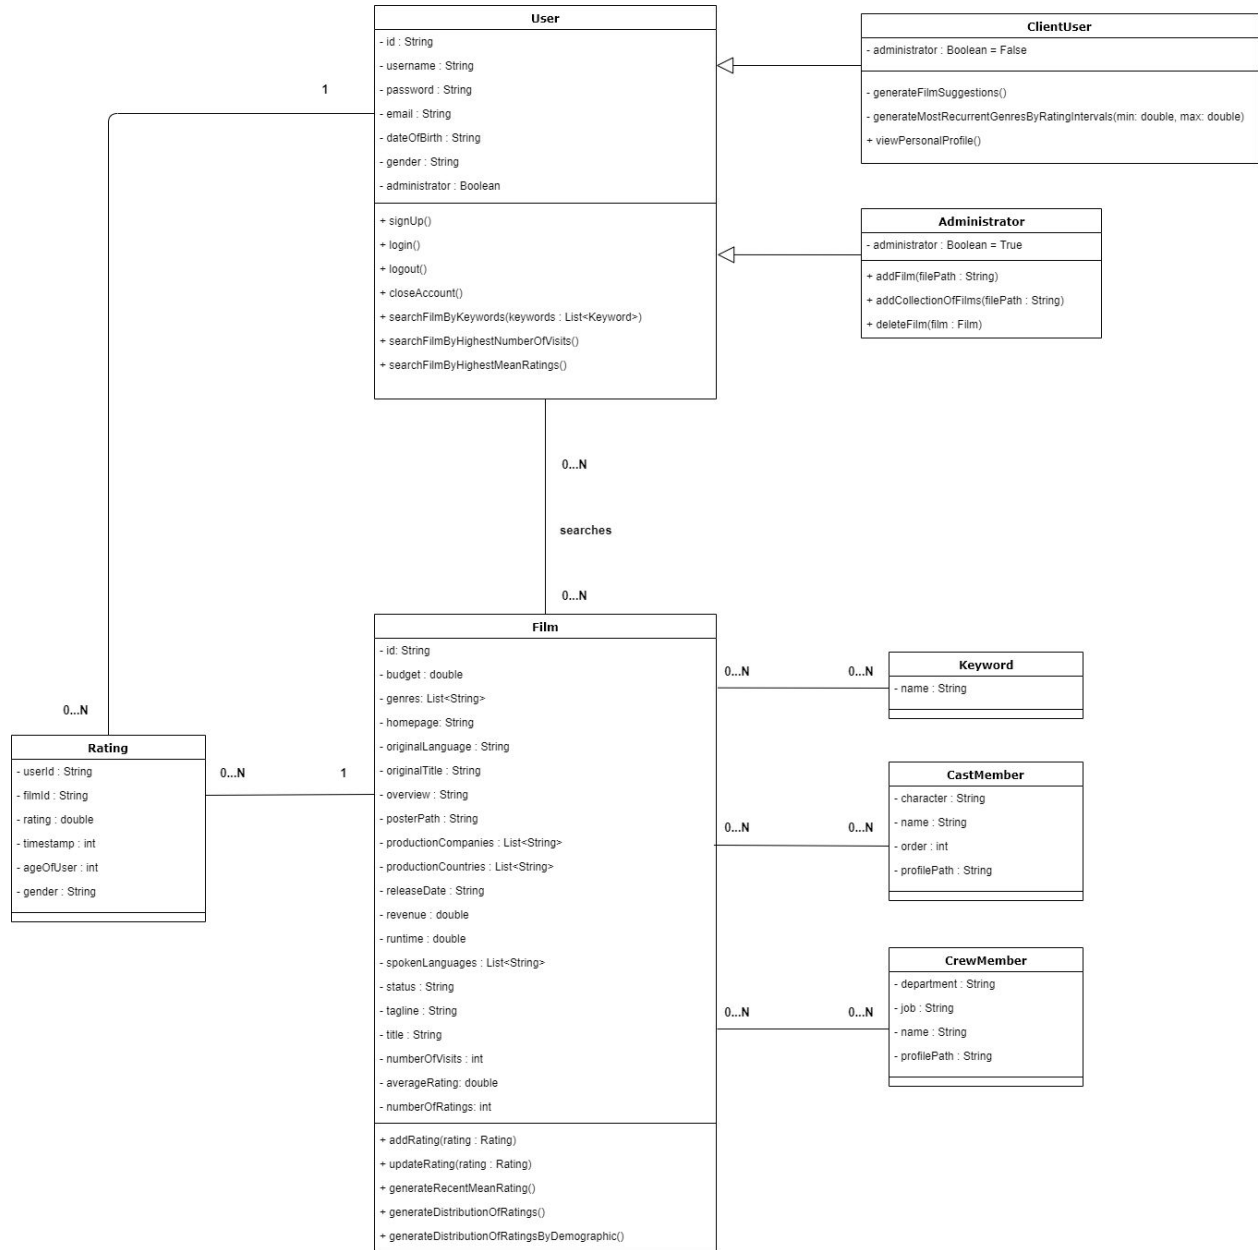 User
- id : String
- username : String
- password : String
- email : String
- dateOfBirth : String
- gender : String
- administrator : Boolean
+ signUp()
+ login()
+ logout()
+ closeAccount()
+ searchFilmByKeywords(keywords : List<Keyword>)
+ searchFilmByHighestNumberOfVisits()
+ searchFilmByHighestMeanRatings()
ClientUser
- administrator : Boolean = False
- generateFilmSuggestions()
- generateMostRecurrentGenresByRatingIntervals(min: double, max: double)
+ viewPersonalProfile()
Administrator
- administrator : Boolean = True
+ addFilm(filePath : String)
+ addCollectionOfFilms(filePath : String)
+ deleteFilm(film : Film)
1
0...N
0...N
searches
0...N
Rating
- userId : String
- filmId : String
- rating : double
- timestamp : int
- ageOfUser : int
- gender : String
0...N
1
Film
- id: String
- budget : double
- genres: List<String>
- homepage: String
- originalLanguage : String
- originalTitle : String
- overview : String
- posterPath : String
- productionCompanies : List<String>
- productionCountries : List<String>
- releaseDate : String
- revenue : double
- runtime : double
- spokenLanguages : List<String>
- status : String
- tagline : String
- title : String
- numberOfVisits : int
- averageRating: double
- numberOfRatings: int
+ addRating(rating : Rating)
+ updateRating(rating : Rating)
+ generateRecentMeanRating()
+ generateDistributionOfRatings()
+ generateDistributionOfRatingsByDemographic()
0...N
0...N
Keyword
- name : String
0...N
0...N
CastMember
- character : String
- name : String
- order : int
- profilePath : String
0...N
0...N
CrewMember
- department : String
- job : String
- name : String
- profilePath : String